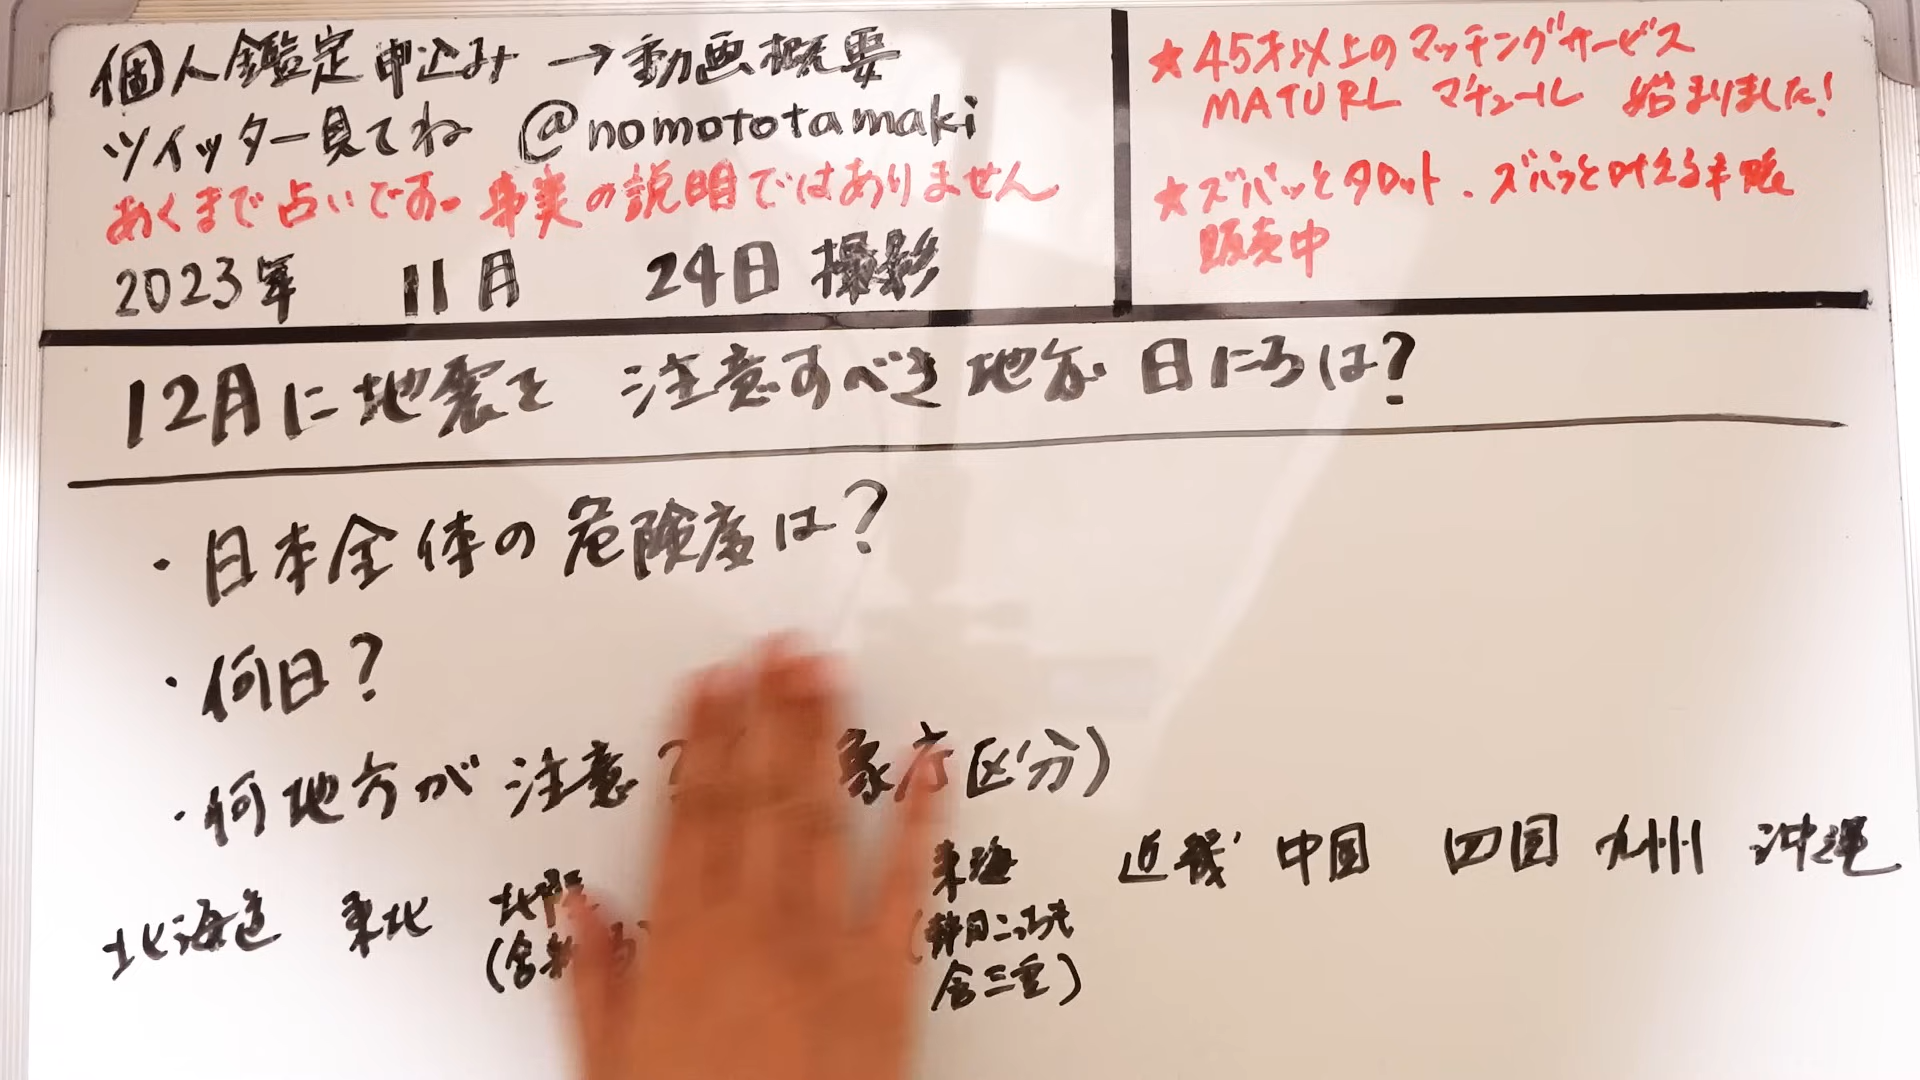 個人鑑定申込み→動画概要
ツイッター見てね @nomototamaki
あくまで占いです。事実の説明ではありません
2023年 11月 24日 撮影
★45才以上のマッチングサービス
MATURL マチュール 始まりました!
★ズバッとタロット、ズバッと叶える手帳
販売中
12月に地震を 注意すべき地方 日にちは?
・日本全体の危険度は?
・何日?
・何地方が注意? 象庁区分)
北海道 東北 北陸 東海 近畿 中国 四国 九州 沖縄
(含新
(静岡こっちも
含三重)